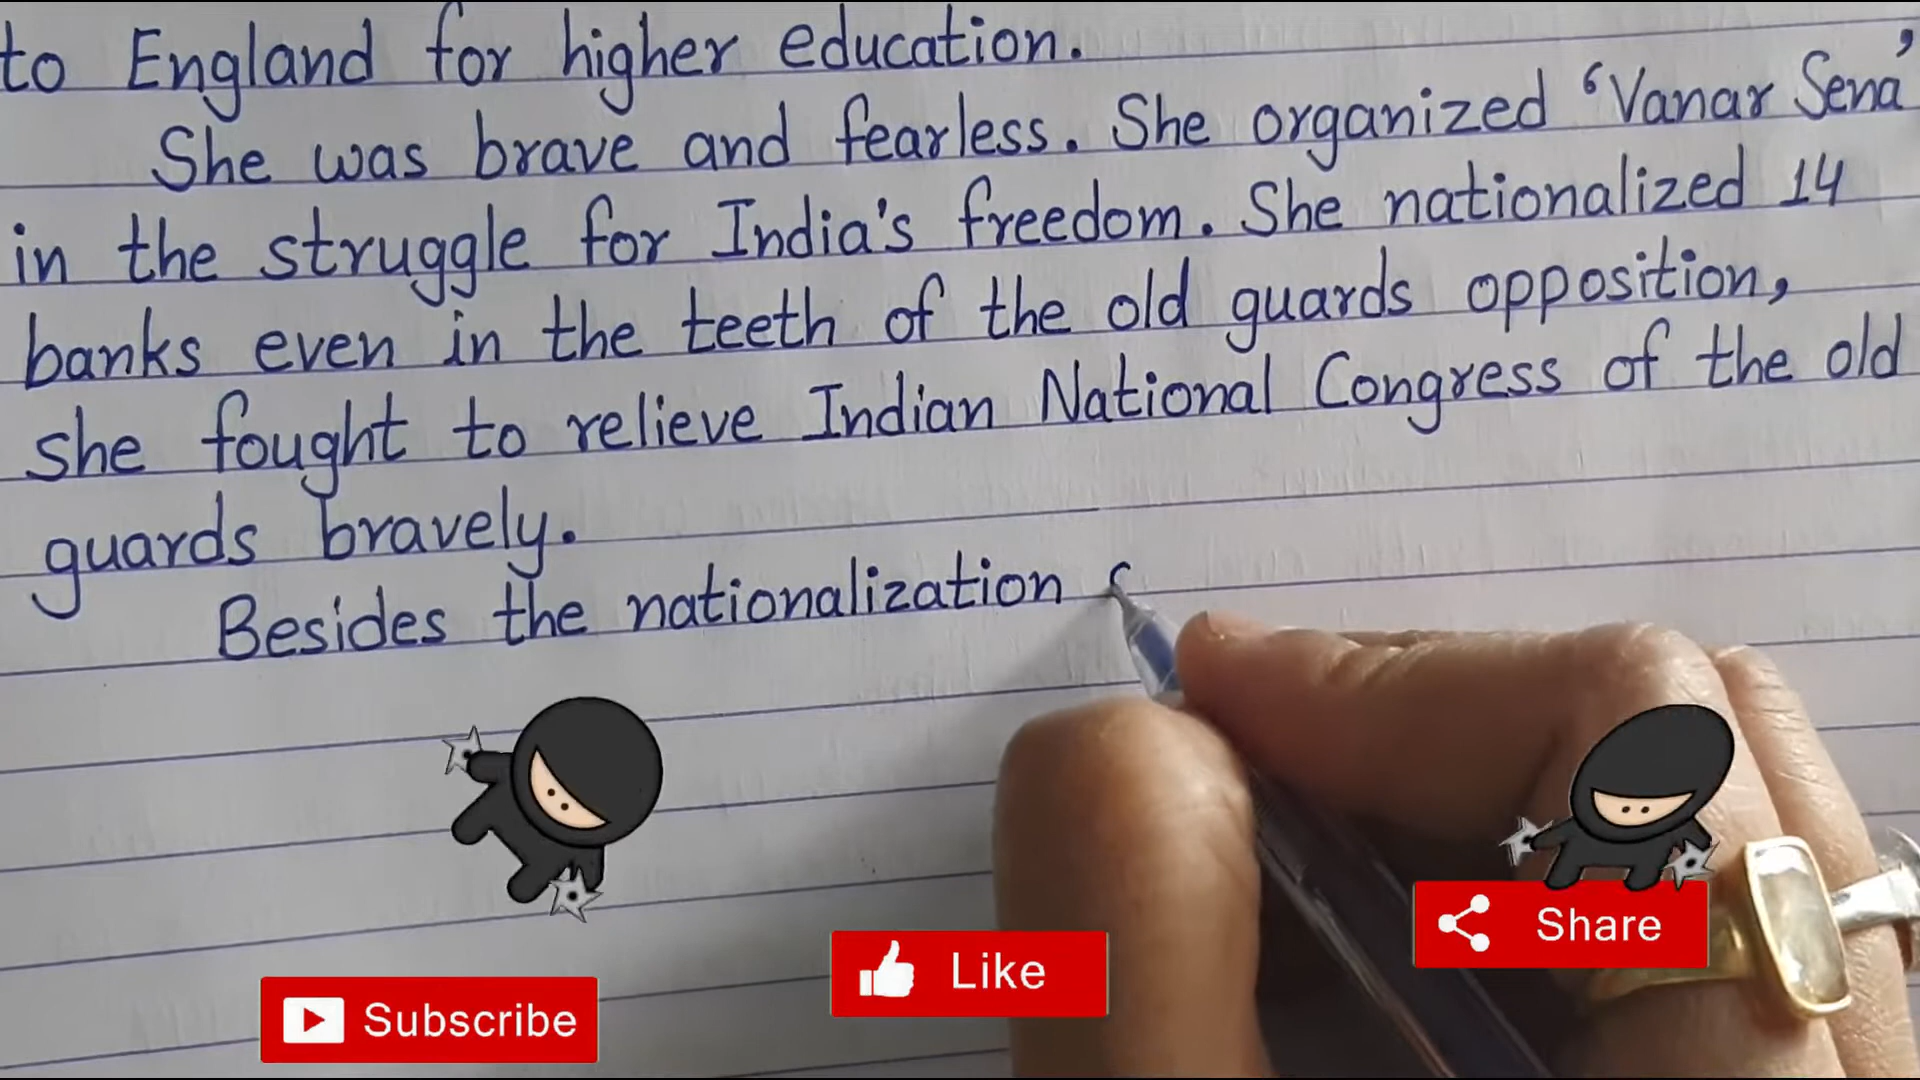 to England for higher education.
She was brave and fearless. She organized ‘Vanar Sena’
in the struggle for India's freedom. She nationalized 14
banks even in the teeth of the old guards opposition,
she fought to relieve Indian National Congress of the old
guards bravely.
Besides the nationalization
Share
Like
Subscribe